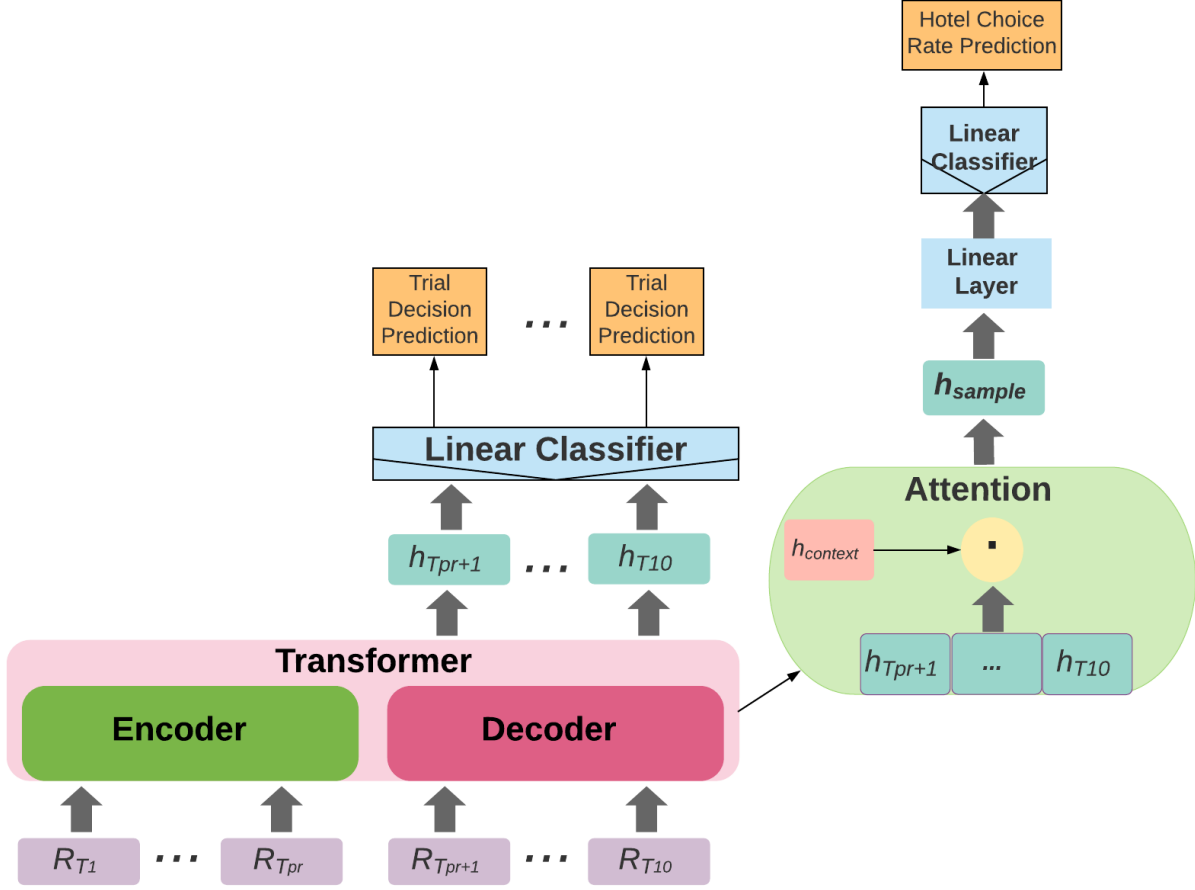 Hotel Choice
Rate Prediction
Linear
Classifier
Linear
Layer
h_sample
Trial
Decision
Prediction
...
Trial
Decision
Prediction
Linear Classifier
h_Tpr+1
...
h_T10
Attention
h_context
.
h_Tpr+1
...
h_T10
Transformer
Encoder
Decoder
R_T1
...
R_Tpr
R_Tpr+1
...
R_T10